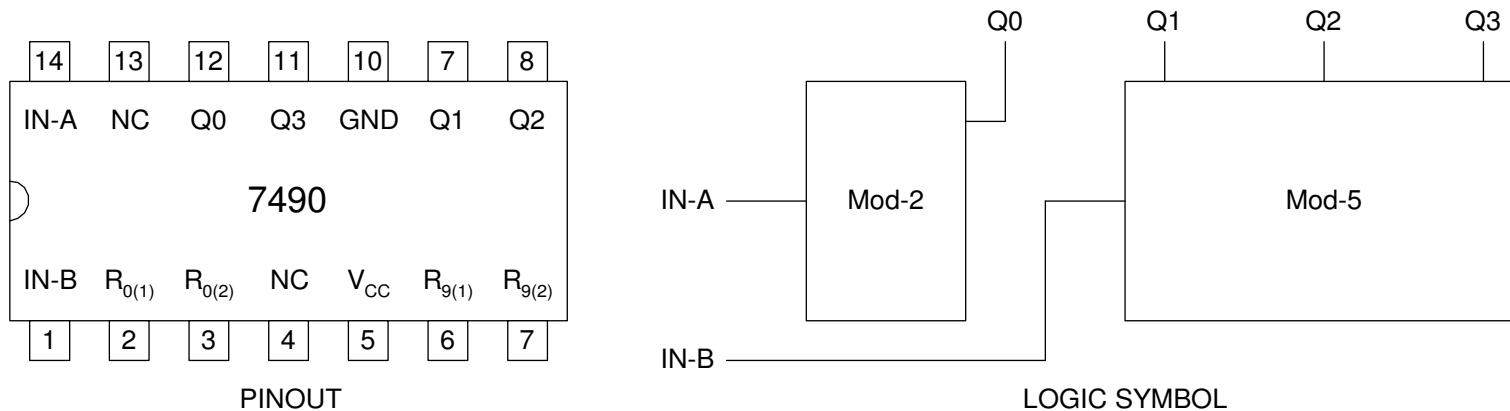 Q0 Q1 Q2 Q3
14 13 12 11 10 7 8
IN-A NC Q0 Q3 GND Q1 Q2
7490
IN-A Mod-2 Mod-5
IN-B R0(1) R0(2) NC VCC R9(1) R9(2)
1 2 3 4 5 6 7
IN-B
PINOUT LOGIC SYMBOL